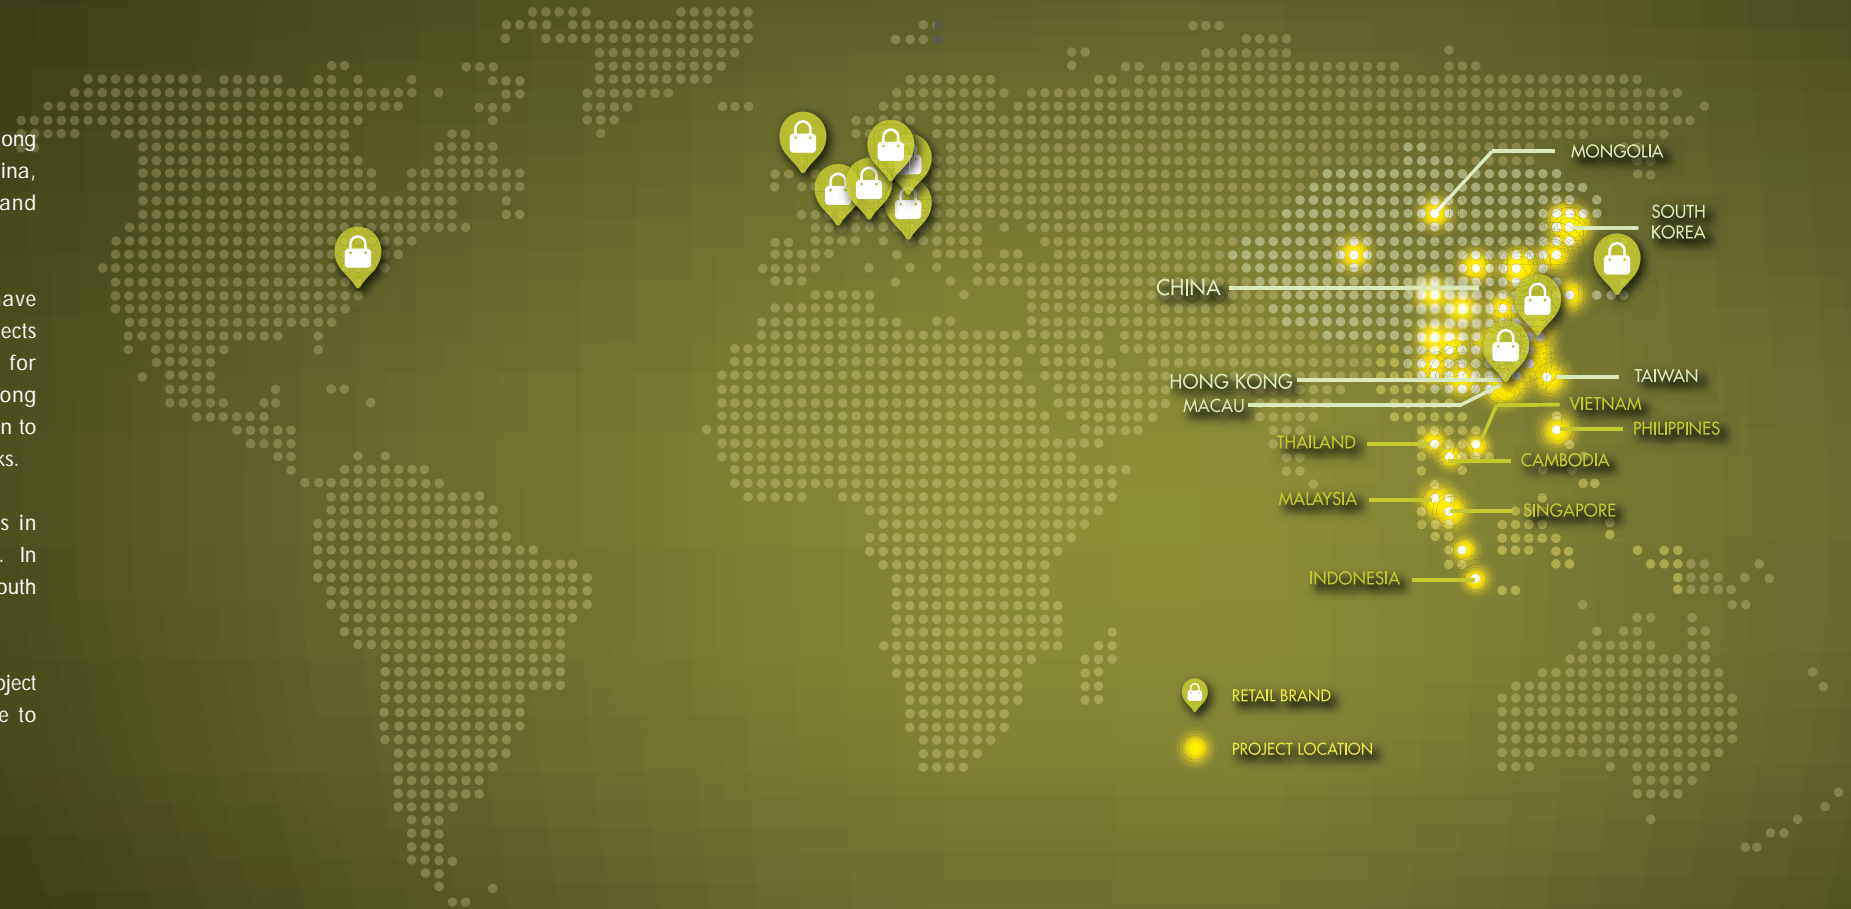 ong
ina,
and
ave
ects
for
ong
n to
ks.
s in
. In
outh
oject
e to
MONGOLIA
SOUTH
KOREA
CHINA
HONG KONG
MACAU
TAIWAN
VIETNAM
PHILIPPINES
THAILAND
CAMBODIA
MALAYSIA
SINGAPORE
INDONESIA
RETAIL BRAND
PROJECT LOCATION